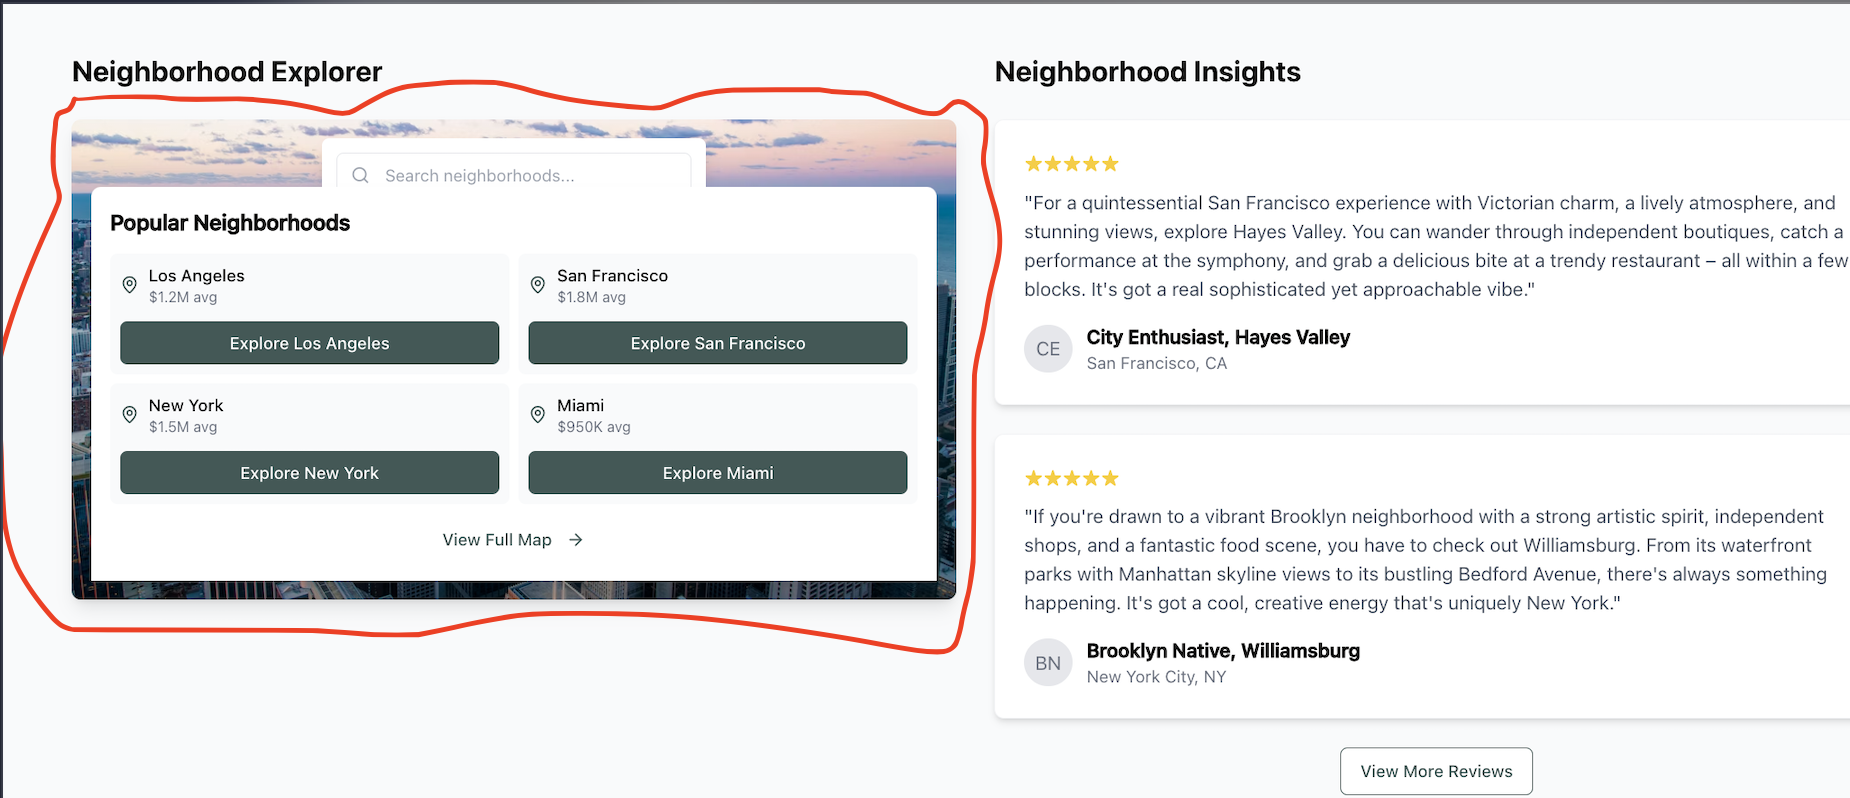 Neighborhood Explorer
Search neighborhoods...
Popular Neighborhoods
Los Angeles
$1.2M avg
Explore Los Angeles
San Francisco
$1.8M avg
Explore San Francisco
New York
$1.5M avg
Explore New York
Miami
$950K avg
Explore Miami
View Full Map
Neighborhood Insights
"For a quintessential San Francisco experience with Victorian charm, a lively atmosphere, and
stunning views, explore Hayes Valley. You can wander through independent boutiques, catch a
performance at the symphony, and grab a delicious bite at a trendy restaurant – all within a few
blocks. It's got a real sophisticated yet approachable vibe."
CE
City Enthusiast, Hayes Valley
San Francisco, CA
"If you're drawn to a vibrant Brooklyn neighborhood with a strong artistic spirit, independent
shops, and a fantastic food scene, you have to check out Williamsburg. From its waterfront
parks with Manhattan skyline views to its bustling Bedford Avenue, there's always something
happening. It's got a cool, creative energy that's uniquely New York."
BN
Brooklyn Native, Williamsburg
New York City, NY
View More Reviews